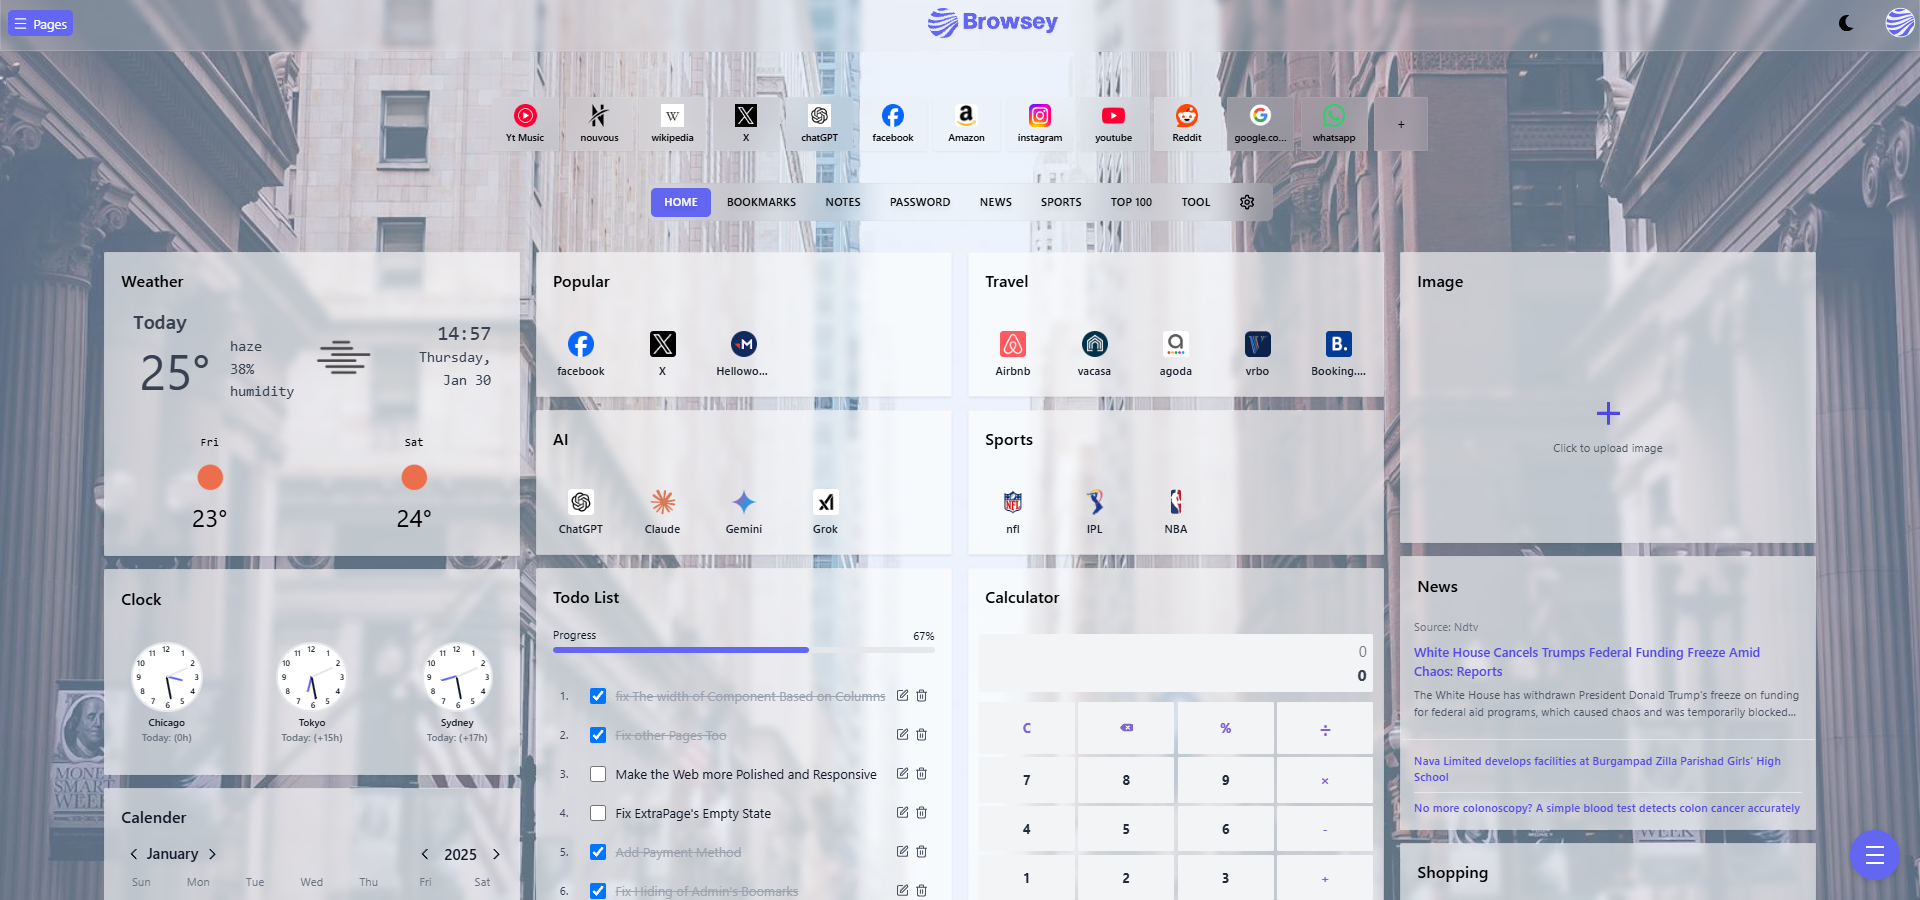 Pages
Browsey
Yt Music
nouvous
wikipedia
X
chatGPT
facebook
Amazon
instagram
youtube
Reddit
google.co...
whatsapp
+
HOME
BOOKMARKS
NOTES
PASSWORD
NEWS
SPORTS
TOP 100
TOOL
Weather
Today
25°
haze
38%
humidity
14:57
Thursday,
Jan 30
Fri
Sat
23°
24°
Popular
facebook
X
Hellowo...
Travel
Airbnb
vacasa
agoda
vrbo
Booking....
Image
Click to upload image
AI
ChatGPT
Claude
Gemini
Grok
Sports
nfl
IPL
NBA
Clock
Chicago
Today: (0h)
Tokyo
Today: (+15h)
Sydney
Today: (+17h)
Calender
January
2025
Sun Mon Tue Wed Thu Fri Sat
Todo List
Progress 67%
1. fix The width of Component Based on Columns
2. Fix other Pages Too
3. Make the Web more Polished and Responsive
4. Fix ExtraPage's Empty State
5. Add Payment Method
6. Fix Hiding of Admin's Boomarks
Calculator
0
0
C % ÷
7 8 9 ×
4 5 6 -
1 2 3 +
News
Source: Ndtv
White House Cancels Trumps Federal Funding Freeze Amid
Chaos: Reports
The White House has withdrawn President Donald Trump's freeze on funding
for federal aid programs, which caused chaos and was temporarily blocked...
Nava Limited develops facilities at Burgampad Zilla Parishad Girls' High
School
No more colonoscopy? A simple blood test detects colon cancer accurately
Shopping
MONEY
SMART
WEEK
WEEK